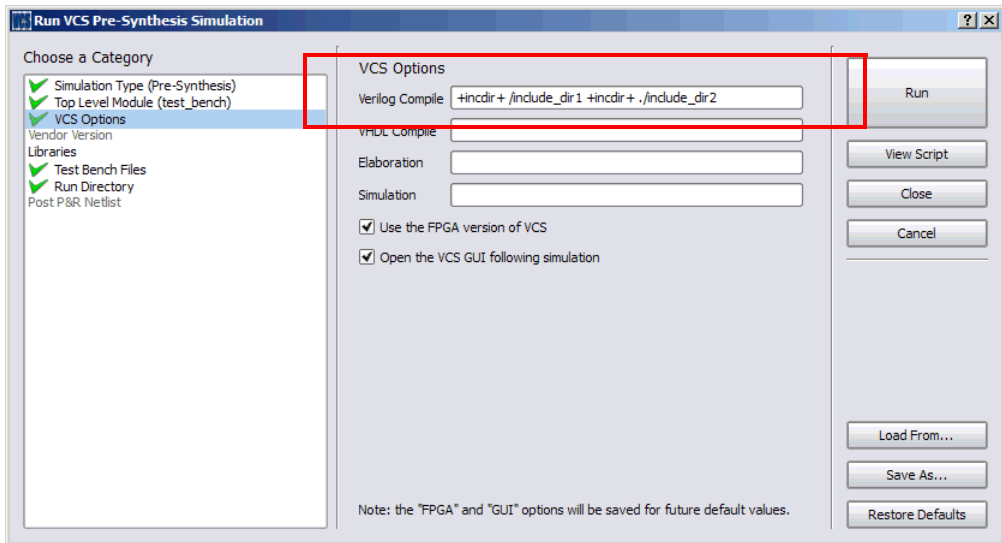 Run VCS Pre-Synthesis Simulation
Choose a Category
Simulation Type (Pre-Synthesis)
Top Level Module (test_bench)
VCS Options
Vendor Version
Libraries
Test Bench Files
Run Directory
Post P&R Netlist
VCS Options
Verilog Compile +incdir+ /include_dir1 +incdir+ ./include_dir2
VHDL Compile
Elaboration
Simulation
Use the FPGA version of VCS
Open the VCS GUI following simulation
Note: the "FPGA" and "GUI" options will be saved for future default values.
Run
View Script
Close
Cancel
Load From...
Save As...
Restore Defaults